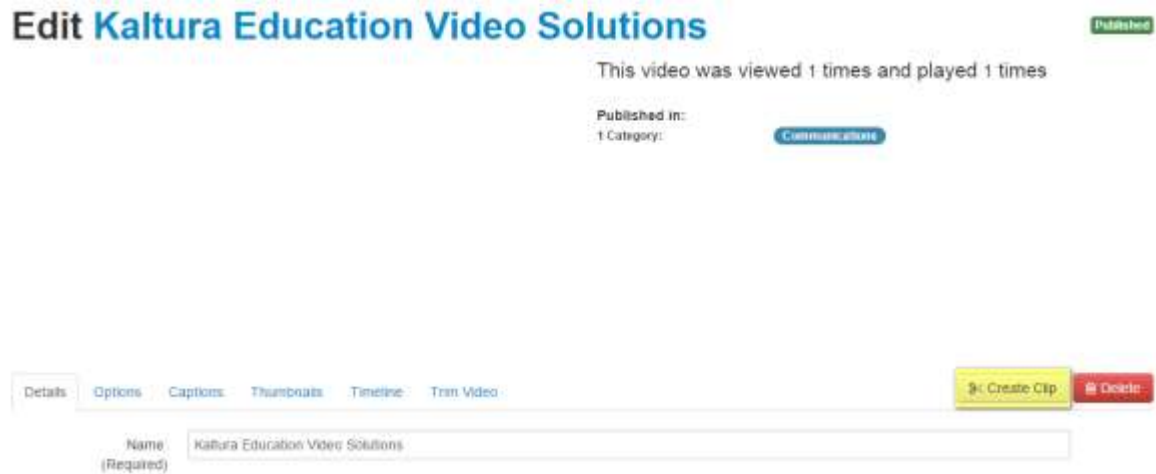 Edit Kaltura Education Video Solutions
Published
This video was viewed 1 times and played 1 times
Published in:
1 Category:
Communications
Details Options Captions Thumbnails Timeline Trim Video
Create Clip
Delete
Name
(Required)
Kaltura Education Video Solutions